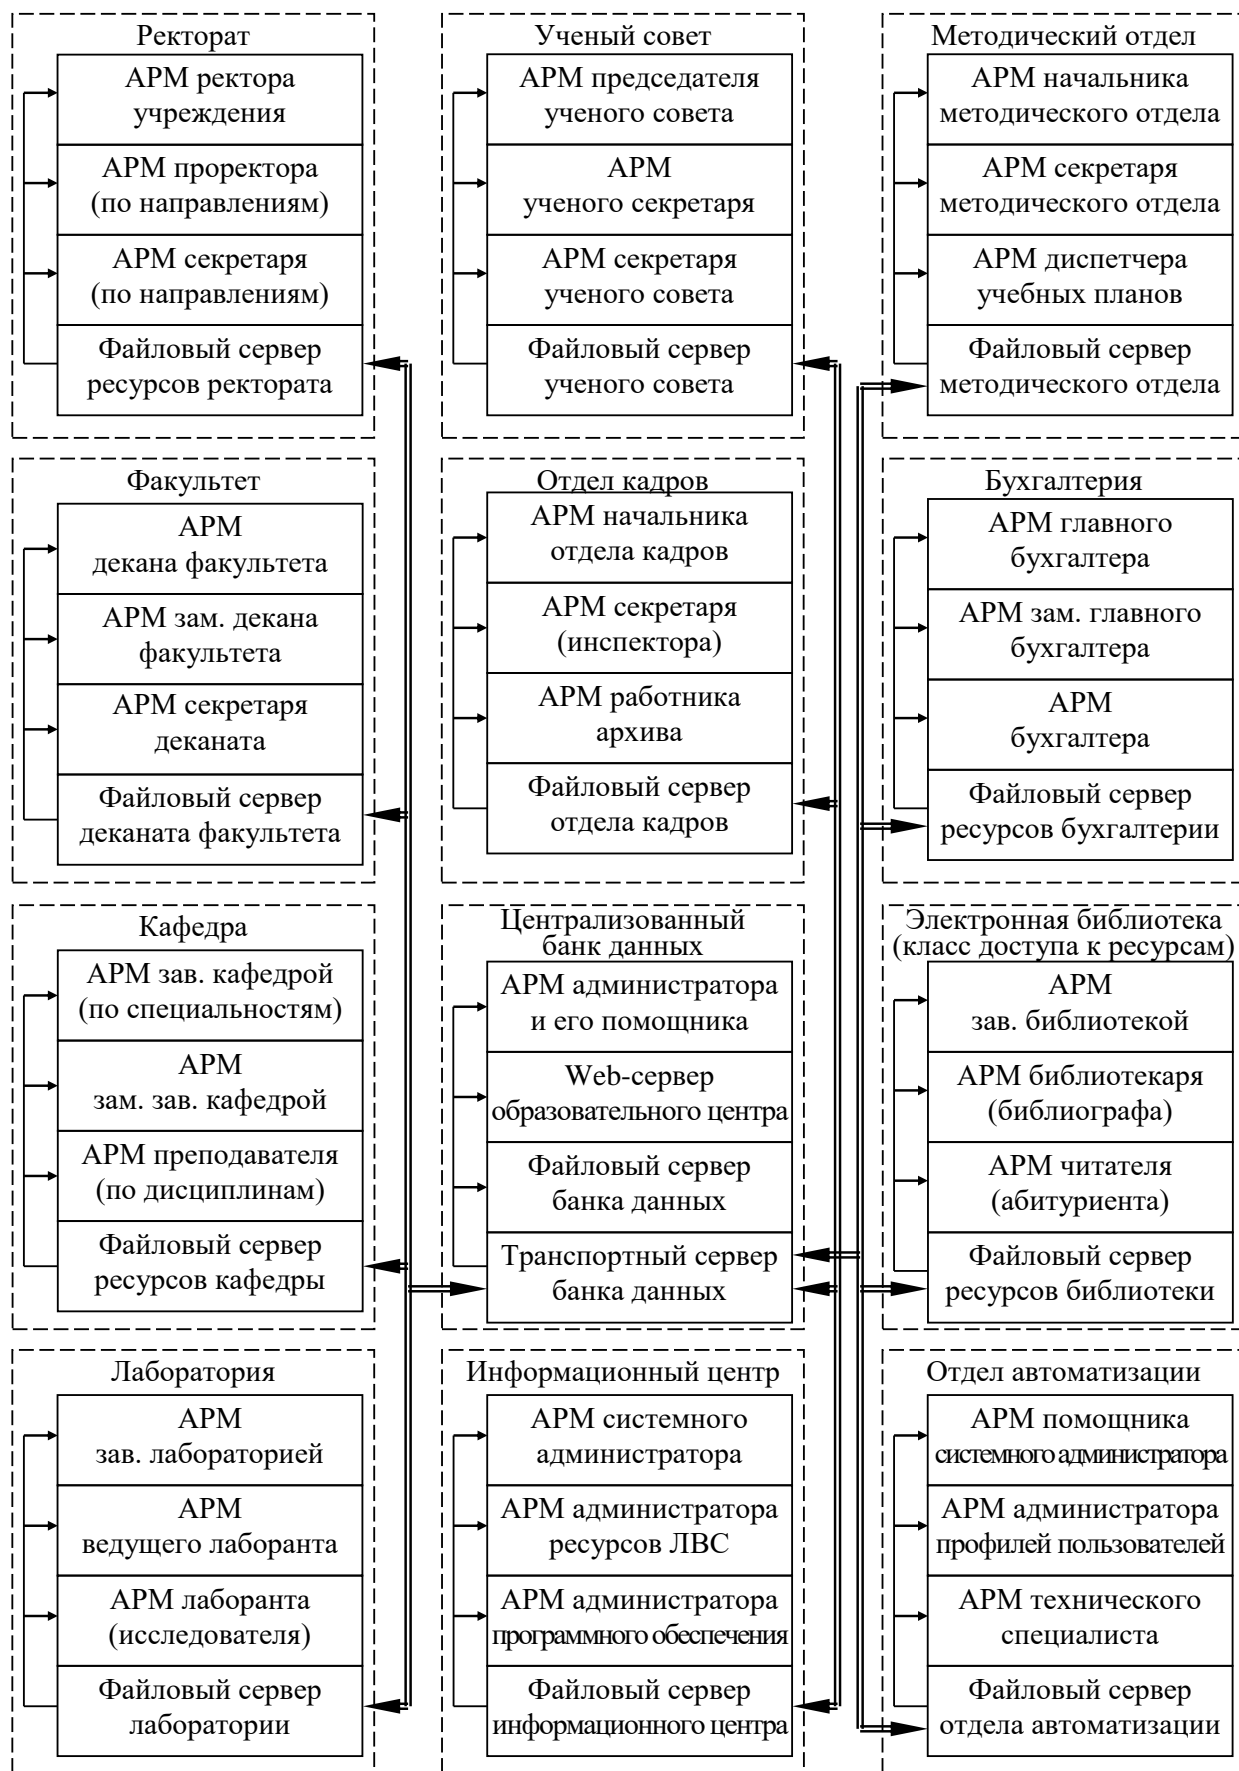 Ректорат
АРМ ректора
учреждения
АРМ проректора
(по направлениям)
АРМ секретаря
(по направлениям)
Файловый сервер
ресурсов ректората
Ученый совет
АРМ председателя
ученого совета
АРМ
ученого секретаря
АРМ секретаря
ученого совета
Файловый сервер
ученого совета
Методический отдел
АРМ начальника
методического отдела
АРМ секретаря
методического отдела
АРМ диспетчера
учебных планов
Файловый сервер
методического отдела
Факультет
АРМ
декана факультета
АРМ зам. декана
факультета
АРМ секретаря
деканата
Файловый сервер
деканата факультета
Отдел кадров
АРМ начальника
отдела кадров
АРМ секретаря
(инспектора)
АРМ работника
архива
Файловый сервер
отдела кадров
Бухгалтерия
АРМ главного
бухгалтера
АРМ зам. главного
бухгалтера
АРМ
бухгалтера
Файловый сервер
ресурсов бухгалтерии
Кафедра
АРМ зав. кафедрой
(по специальностям)
АРМ
зам. зав. кафедрой
АРМ преподавателя
(по дисциплинам)
Файловый сервер
ресурсов кафедры
Централизованный
банк данных
АРМ администратора
и его помощника
Web-сервер
образовательного центра
Файловый сервер
банка данных
Транспортный сервер
банка данных
Электронная библиотека
(класс доступа к ресурсам)
АРМ
зав. библиотекой
АРМ библиотекаря
(библиографа)
АРМ читателя
(абитуриента)
Файловый сервер
ресурсов библиотеки
Лаборатория
АРМ
зав. лабораторией
АРМ
ведущего лаборанта
АРМ лаборанта
(исследователя)
Файловый сервер
лаборатории
Информационный центр
АРМ системного
администратора
АРМ администратора
ресурсов ЛВС
АРМ администратора
программного обеспечения
Файловый сервер
информационного центра
Отдел автоматизации
АРМ помощника
системного администратора
АРМ администратора
профилей пользователей
АРМ технического
специалиста
Файловый сервер
отдела автоматизации